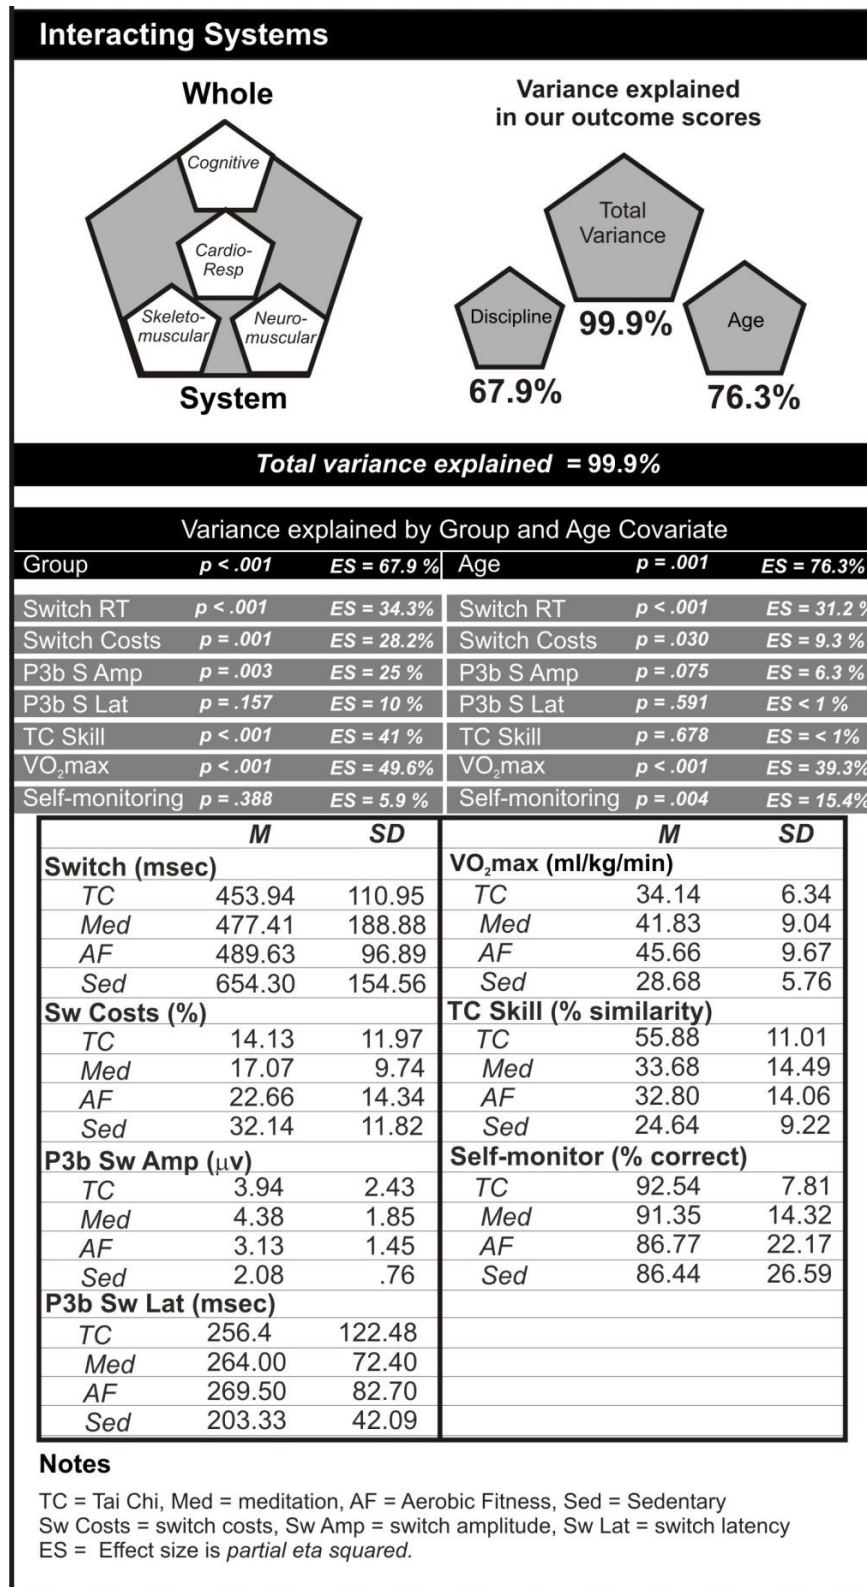 Interacting Systems
Whole
Cognitive
Cardio-
Resp
Skeleto-
muscular
Neuro-
muscular
System
Variance explained
in our outcome scores
Total
Variance
99.9%
Discipline
67.9%
Age
76.3%
Total variance explained = 99.9%
Variance explained by Group and Age Covariate
Group p < .001 ES = 67.9 % Age p = .001 ES = 76.3%
Switch RT p < .001 ES = 34.3% Switch RT p < .001 ES = 31.2 %
Switch Costs p = .001 ES = 28.2% Switch Costs p = .030 ES = 9.3 %
P3b S Amp p = .003 ES = 25 % P3b S Amp p = .075 ES = 6.3 %
P3b S Lat p = .157 ES = 10 % P3b S Lat p = .591 ES < 1 %
TC Skill p < .001 ES = 41 % TC Skill p = .678 ES = < 1%
VO₂max p < .001 ES = 49.6% VO₂max p < .001 ES = 39.3%
Self-monitoring p = .388 ES = 5.9 % Self-monitoring p = .004 ES = 15.4%
M SD
Switch (msec)
TC 453.94 110.95
Med 477.41 188.88
AF 489.63 96.89
Sed 654.30 154.56
Sw Costs (%)
TC 14.13 11.97
Med 17.07 9.74
AF 22.66 14.34
Sed 32.14 11.82
P3b Sw Amp (μv)
TC 3.94 2.43
Med 4.38 1.85
AF 3.13 1.45
Sed 2.08 .76
P3b Sw Lat (msec)
TC 256.4 122.48
Med 264.00 72.40
AF 269.50 82.70
Sed 203.33 42.09
M SD
VO₂max (ml/kg/min)
TC 34.14 6.34
Med 41.83 9.04
AF 45.66 9.67
Sed 28.68 5.76
TC Skill (% similarity)
TC 55.88 11.01
Med 33.68 14.49
AF 32.80 14.06
Sed 24.64 9.22
Self-monitor (% correct)
TC 92.54 7.81
Med 91.35 14.32
AF 86.77 22.17
Sed 86.44 26.59
Notes
TC = Tai Chi, Med = meditation, AF = Aerobic Fitness, Sed = Sedentary
Sw Costs = switch costs, Sw Amp = switch amplitude, Sw Lat = switch latency
ES = Effect size is partial eta squared.